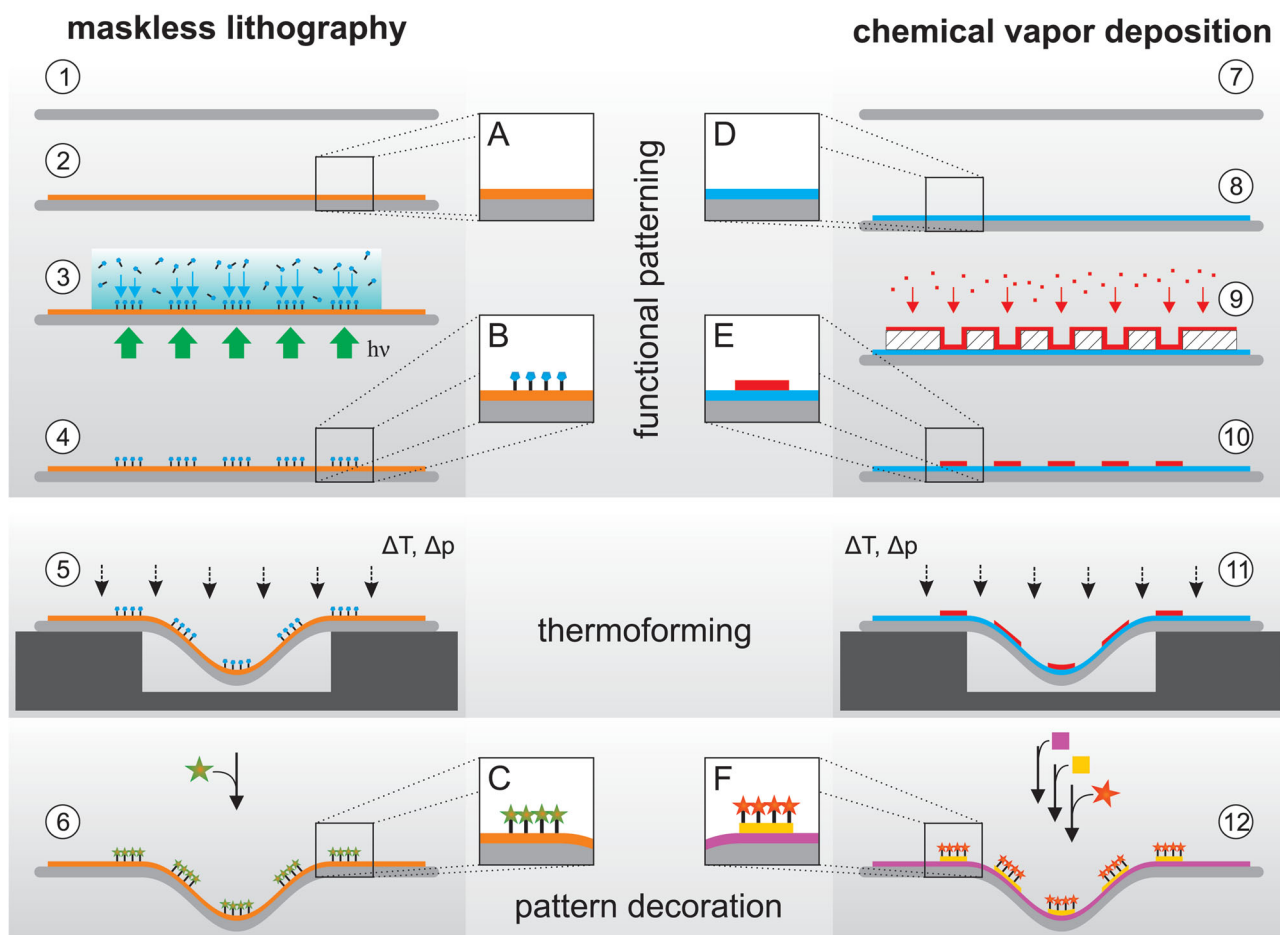 maskless lithography
chemical vapor deposition
1
2
3
hν
4
A
B
functional patterning
D
E
7
8
9
10
5
ΔT, Δp
thermoforming
ΔT, Δp
11
6
C
F
12
pattern decoration